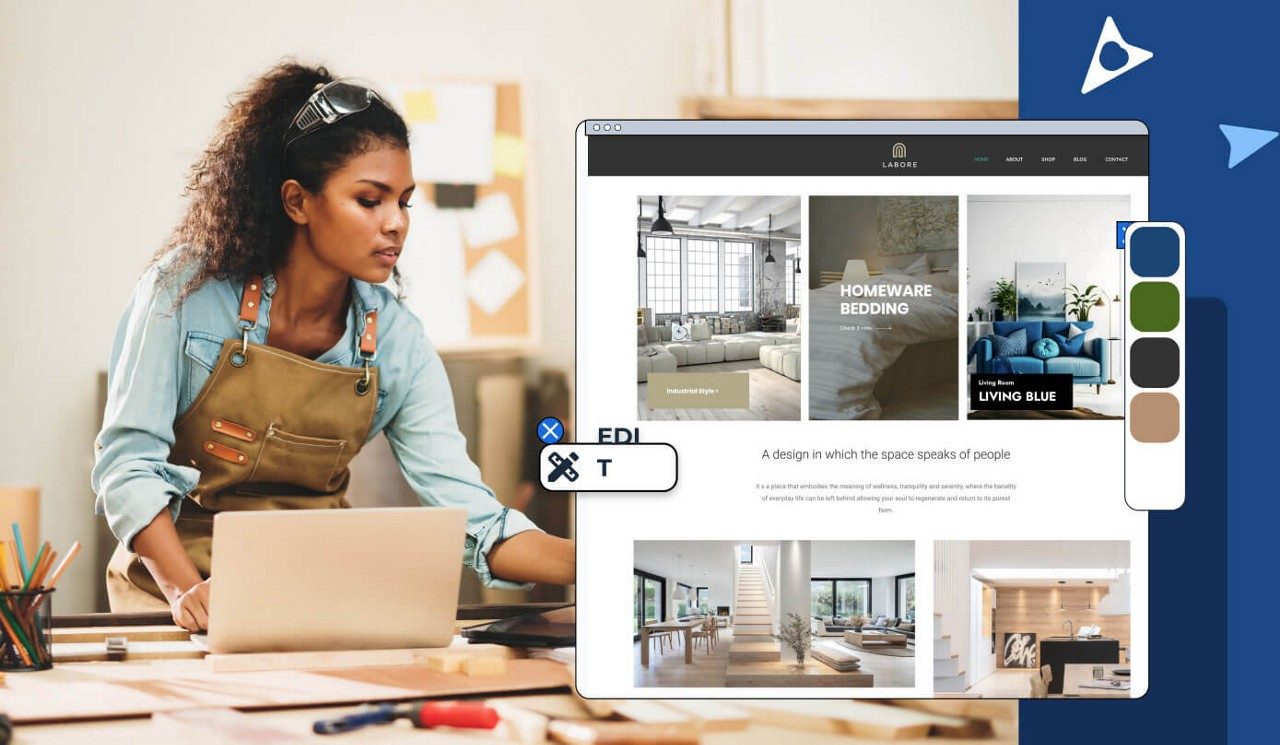 LABORE
HOME ABOUT SHOP BLOG CONTACT
Industrial Style >
HOMEWARE
BEDDING
Check it now
Living Room
LIVING BLUE
EDI
T
A design in which the space speaks of people
It is a place that embodies the meaning of wellness, tranquility and serenity, where the banality
of everyday life can be left behind allowing your soul to regenerate and return to its purest
form.